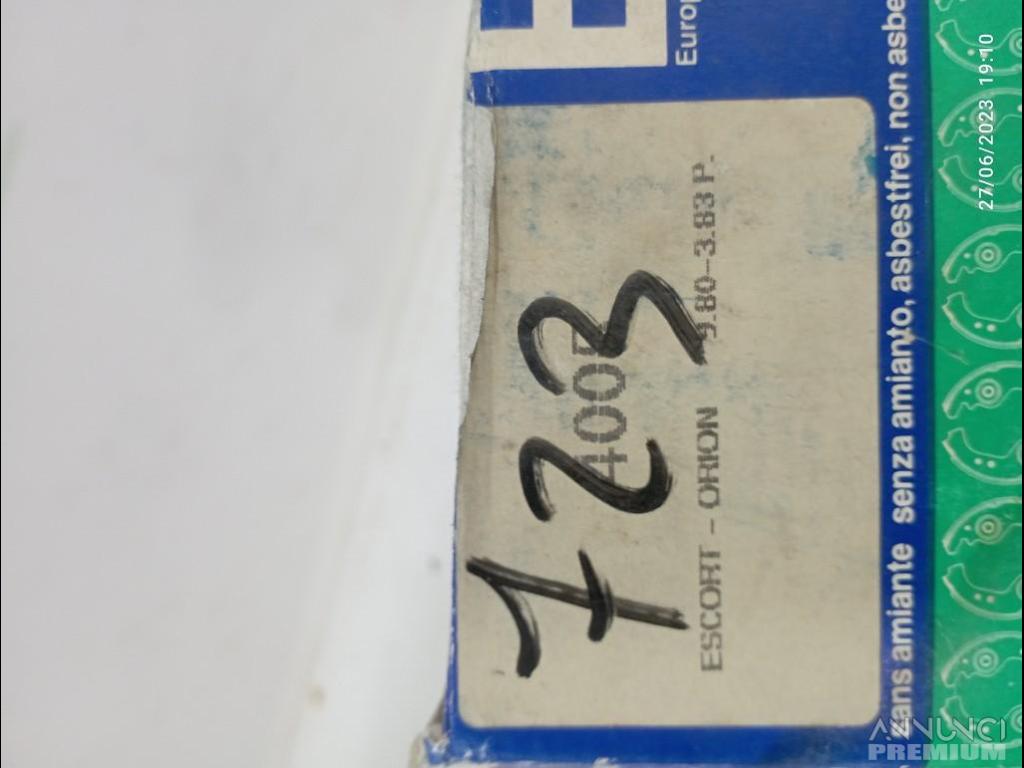 Europ
4005
723
ESCORT - ORION 9.80-3.83 P.
sans amiante senza amianto, asbestfrei, non asbe
27/06/2023 19:10
ANNUNCI
PREMIUM